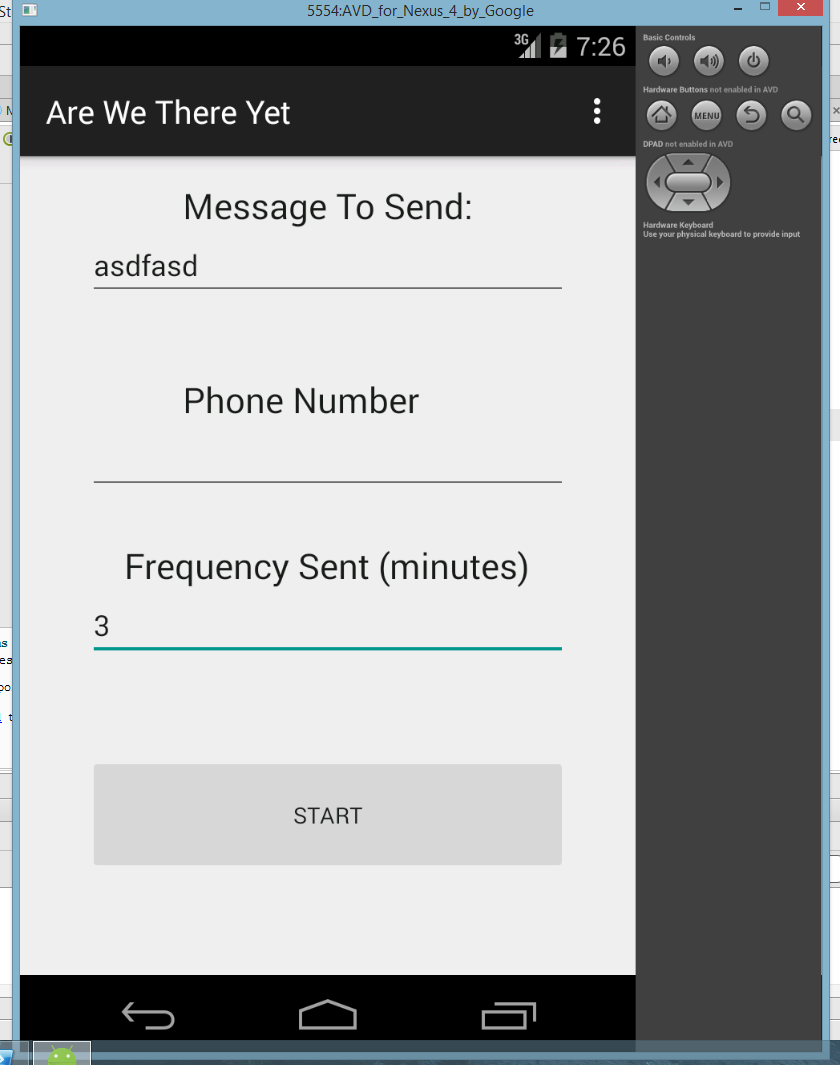 5554:AVD_for_Nexus_4_by_Google
3G 7:26
Are We There Yet
Message To Send:
asdfasd
Phone Number
Frequency Sent (minutes)
3
START
Basic Controls
Hardware Buttons not enabled in AVD
MENU
DPAD not enabled in AVD
Hardware Keyboard
Use your physical keyboard to provide input